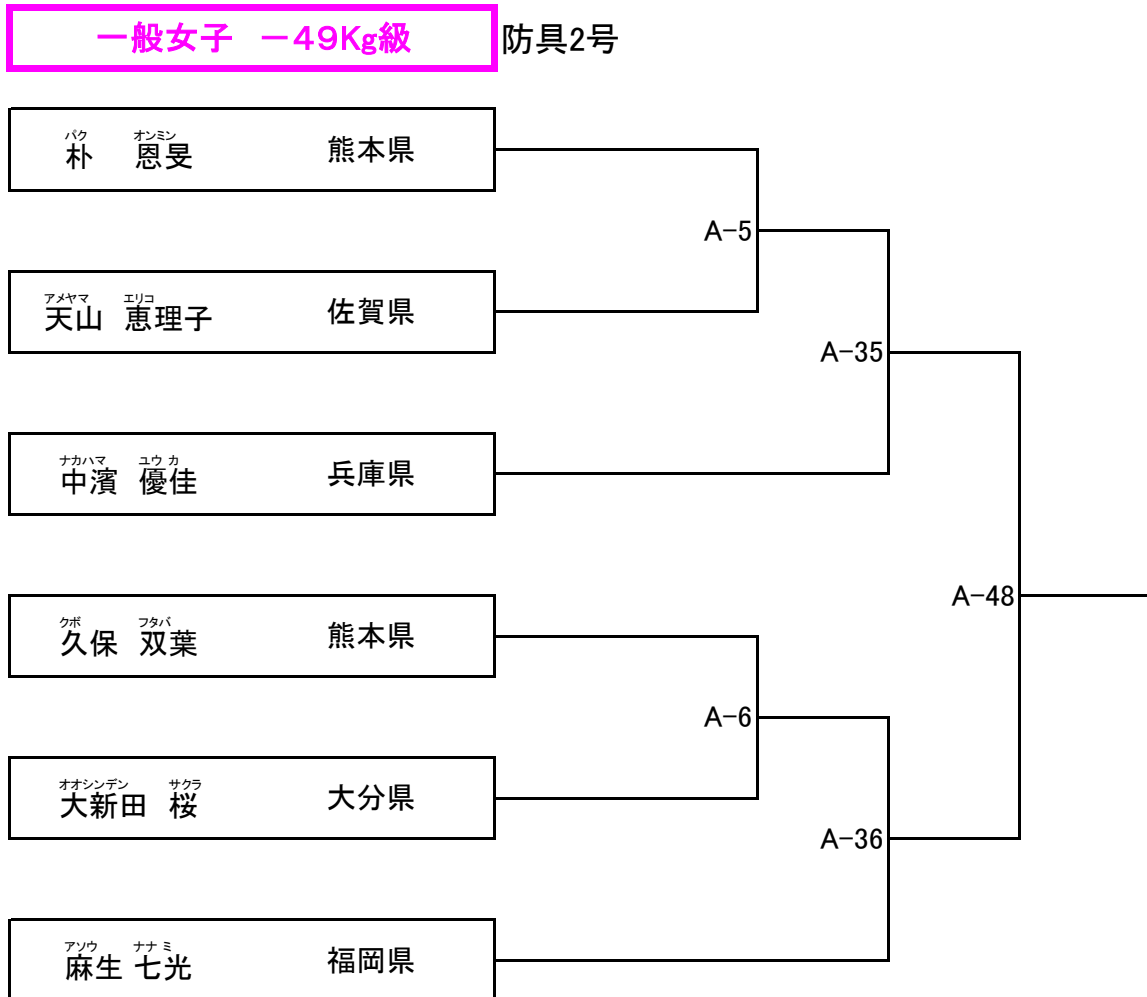 一般女子　－49Kg級 防具2号
パク オンミン
朴 恩旻 熊本県
A-5
アメヤマ エリコ
天山 恵理子 佐賀県
A-35
ナカハマ ユウ カ
中濱 優佳 兵庫県
A-48
クボ フタバ
久保 双葉 熊本県
A-6
オオシンデン サクラ
大新田 桜 大分県
A-36
アソウ ナナ ミ
麻生 七光 福岡県